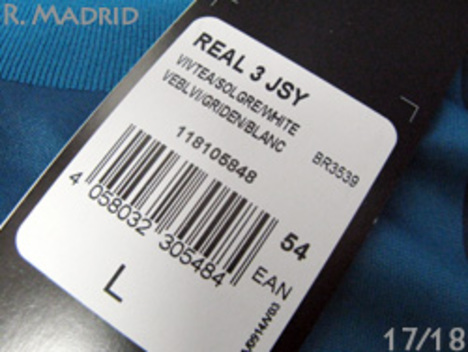 R. MADRID
REAL 3 JSY
VIVTEA/SOLGRE/WHITE
VEBLVI/GRIDEN/BLANC
118105848
BR3539
4 058032 305484
54
EAN
L
17/18